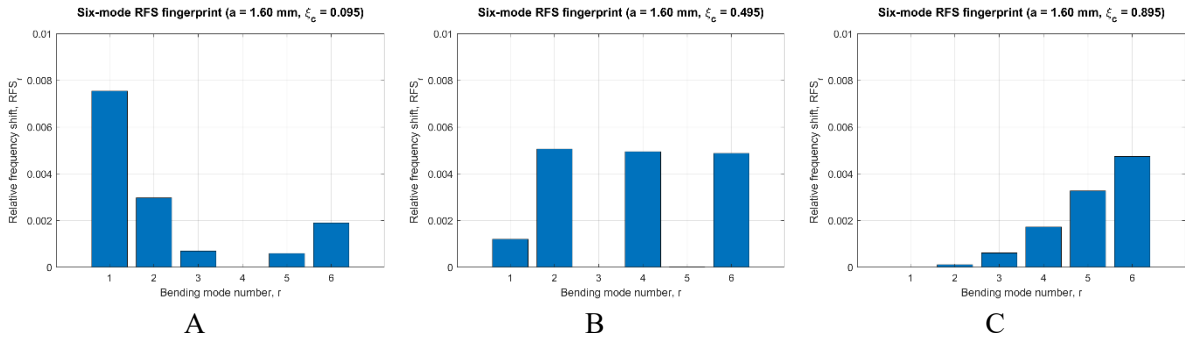 Six-mode RFS fingerprint (a = 1.60 mm, ξc = 0.095)
0.01
0.008
0.006
0.004
0.002
0
Relative frequency shift, RFSr
1 2 3 4 5 6
Bending mode number, r
A
Six-mode RFS fingerprint (a = 1.60 mm, ξc = 0.495)
0.01
0.008
0.006
0.004
0.002
0
Relative frequency shift, RFSr
1 2 3 4 5 6
Bending mode number, r
B
Six-mode RFS fingerprint (a = 1.60 mm, ξc = 0.895)
0.01
0.008
0.006
0.004
0.002
0
Relative frequency shift, RFSr
1 2 3 4 5 6
Bending mode number, r
C